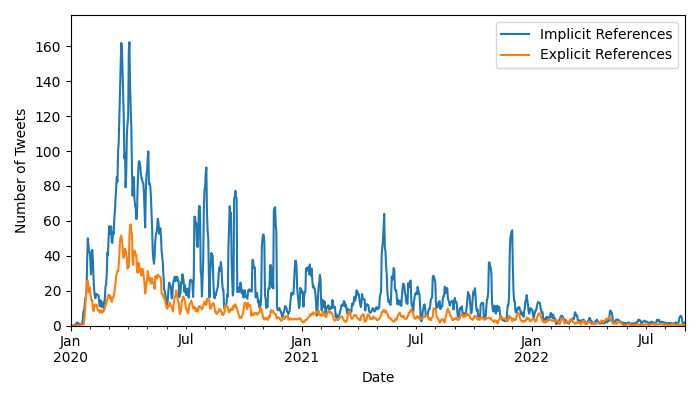 Implicit References
Explicit References
Number of Tweets
160
140
120
100
80
60
40
20
0
Jan
2020
Jul
Jan
2021
Jul
Jan
2022
Jul
Date